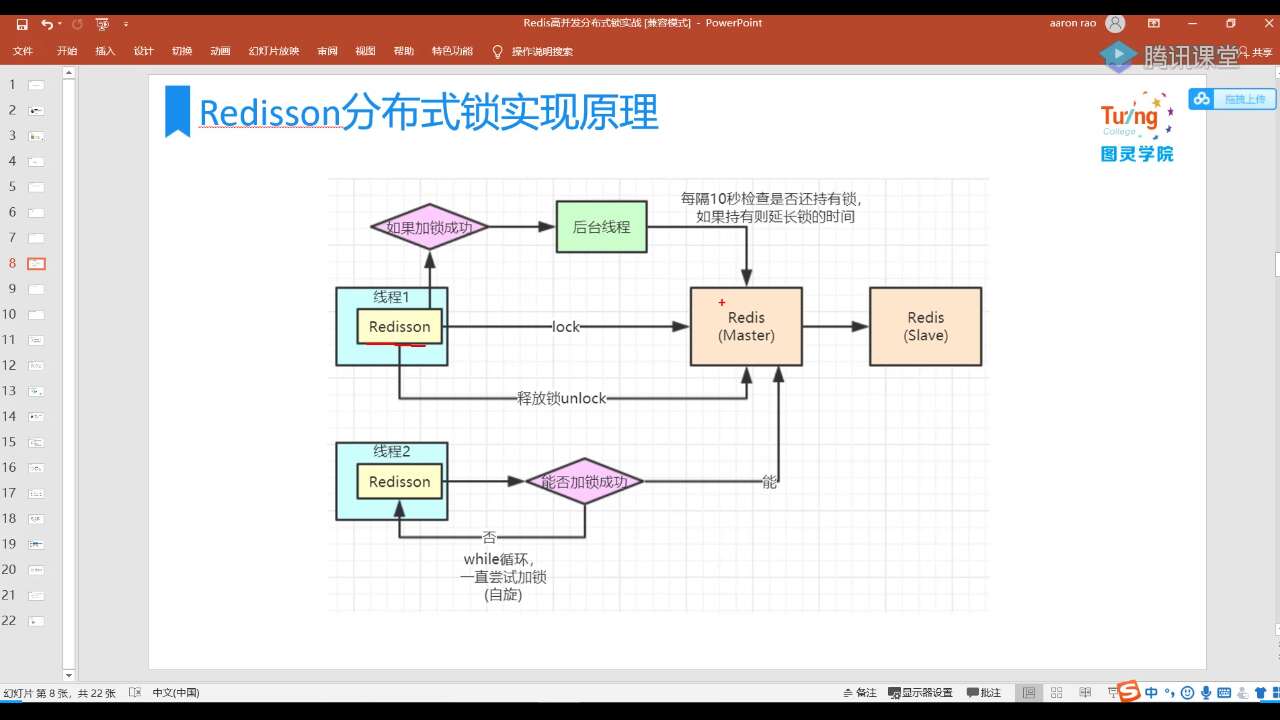 Redis高并发分布式锁实战 [兼容模式] - PowerPoint
aaron rao
文件 开始 插入 设计 切换 动画 幻灯片放映 审阅 视图 帮助 特色功能 操作说明搜索
共享
腾讯课堂
拖拽上传
Redisson分布式锁实现原理
Tu/ng
College
图灵学院
每隔10秒检查是否还持有锁，
如果持有则延长锁的时间
如果加锁成功
后台线程
线程1
Redisson
lock
Redis
(Master)
Redis
(Slave)
释放锁unlock
线程2
Redisson
能否加锁成功
能
否
while循环，
一直尝试加锁
(自旋)
1
2
3
4
5
6
7
8
9
10
11
12
13
14
15
16
17
18
19
20
21
22
幻灯片 第 8 张，共 22 张 中文(中国) 备注 显示器设置 批注
中